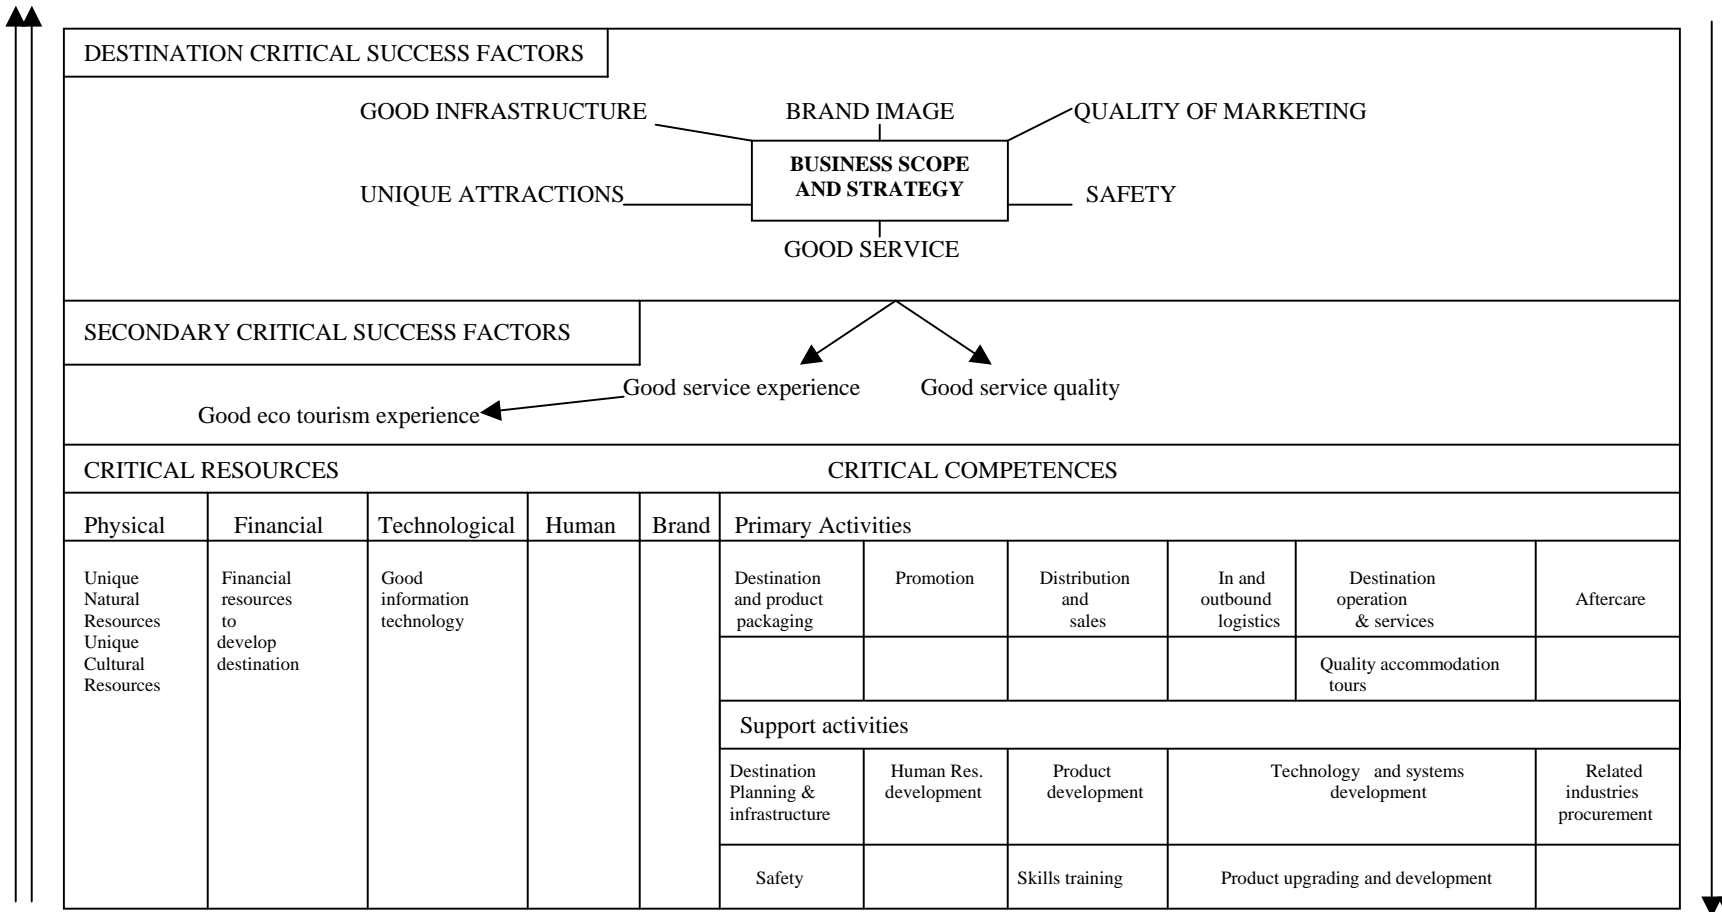 DESTINATION CRITICAL SUCCESS FACTORS
GOOD INFRASTRUCTURE
BRAND IMAGE
QUALITY OF MARKETING
BUSINESS SCOPE
AND STRATEGY
UNIQUE ATTRACTIONS
SAFETY
GOOD SERVICE
SECONDARY CRITICAL SUCCESS FACTORS
Good service experience
Good service quality
Good eco tourism experience
CRITICAL RESOURCES
CRITICAL COMPETENCES
Physical
Financial
Technological
Human
Brand
Primary Activities
Unique
Natural
Resources
Unique
Cultural
Resources
Financial
resources
to
develop
destination
Good
information
technology
Destination
and product
packaging
Promotion
Distribution
and
sales
In and
outbound
logistics
Destination
operation
& services
Aftercare
Quality accommodation
tours
Support activities
Destination
Planning &
infrastructure
Human Res.
development
Product
development
Technology and systems
development
Related
industries
procurement
Safety
Skills training
Product upgrading and development